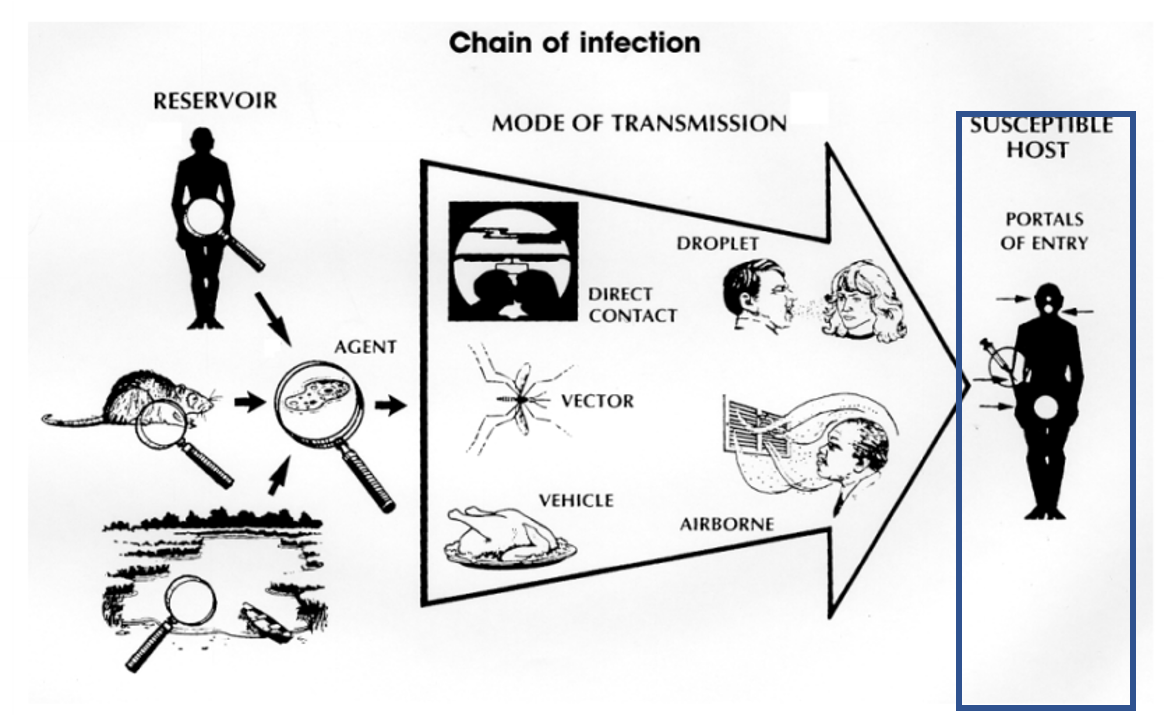 Chain of infection
RESERVOIR
MODE OF TRANSMISSION
SUSCEPTIBLE
HOST
PORTALS
OF ENTRY
DROPLET
DIRECT
CONTACT
AGENT
VECTOR
VEHICLE
AIRBORNE